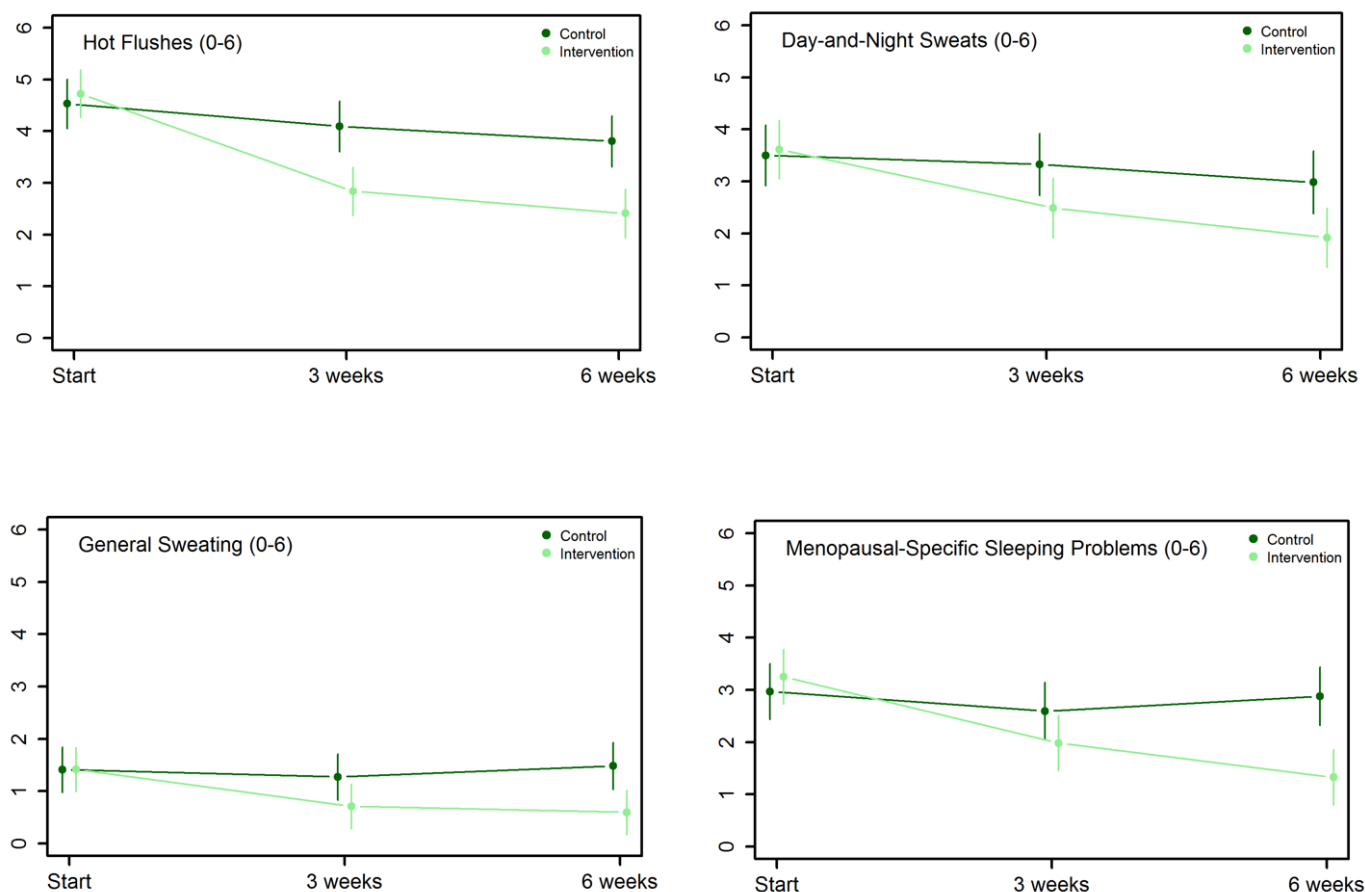 Hot Flushes (0-6)
Control
Intervention
6
5
4
3
2
1
0
Start 3 weeks 6 weeks
Day-and-Night Sweats (0-6)
Control
Intervention
6
5
4
3
2
1
0
Start 3 weeks 6 weeks
General Sweating (0-6)
Control
Intervention
6
5
4
3
2
1
0
Start 3 weeks 6 weeks
Menopausal-Specific Sleeping Problems (0-6)
Control
Intervention
6
5
4
3
2
1
0
Start 3 weeks 6 weeks